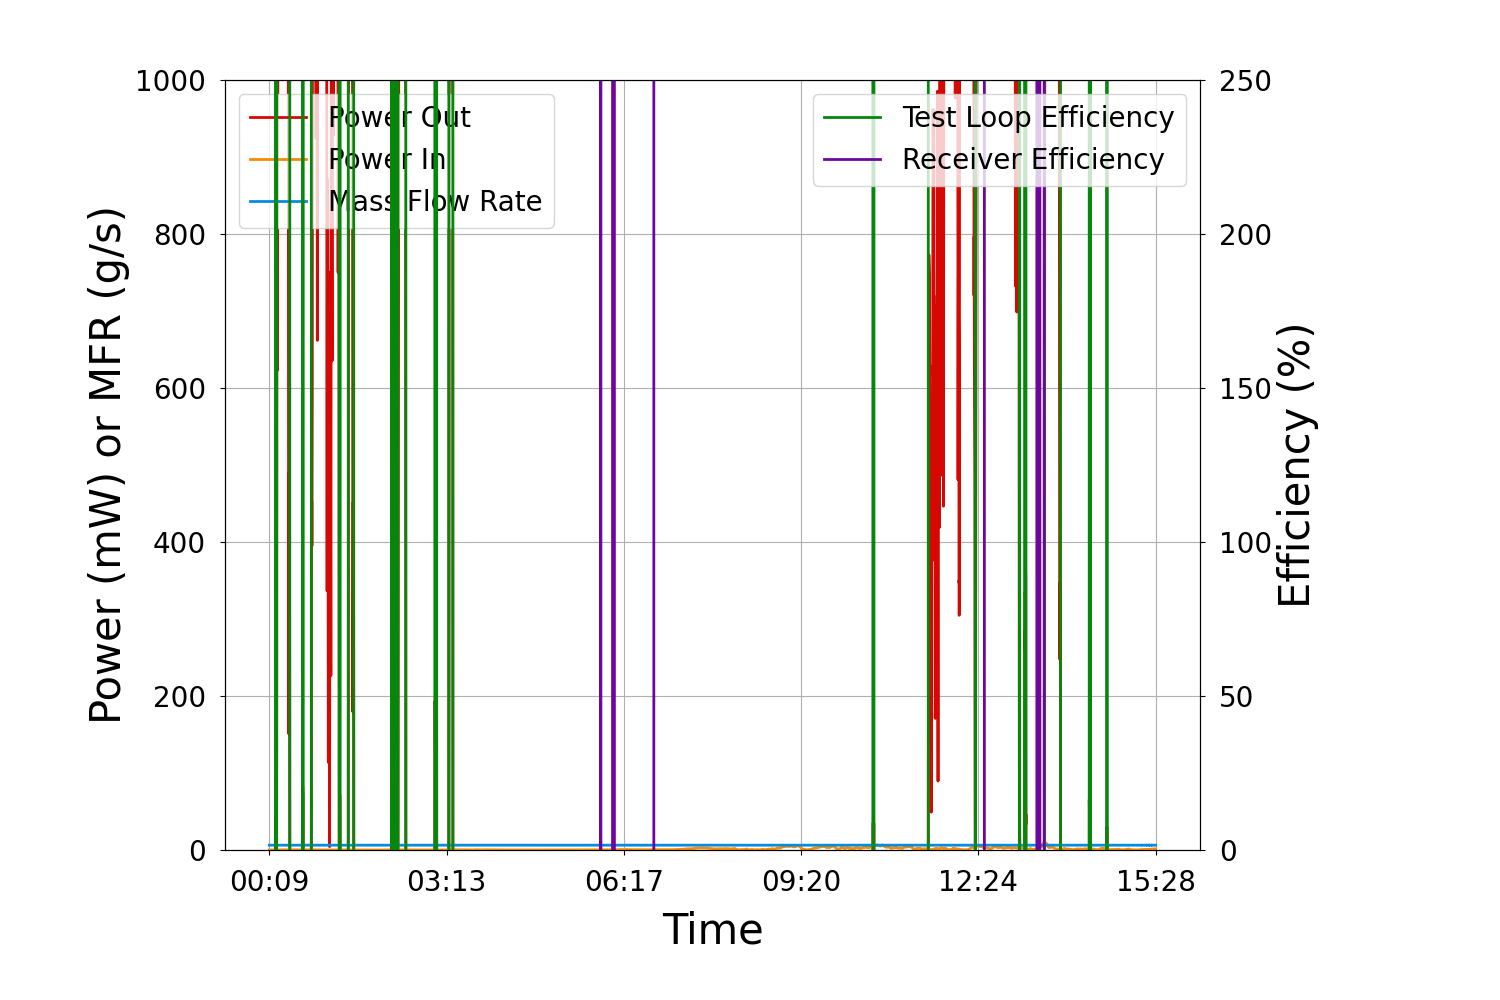 1000
800
600
400
200
0
Power (mW) or MFR (g/s)
Power Out
Power In
Mass Flow Rate
Test Loop Efficiency
Receiver Efficiency
250
200
150
100
50
0
Efficiency (%)
00:09 03:13 06:17 09:20 12:24 15:28
Time